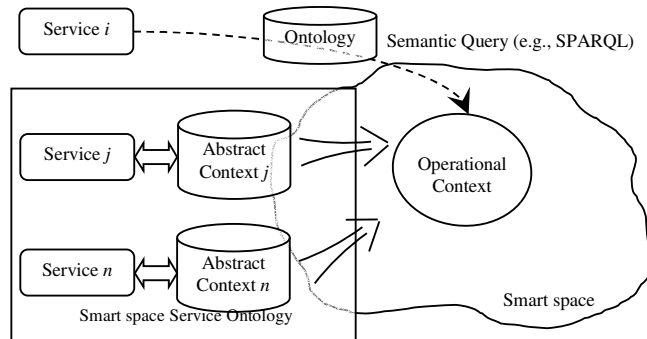 Service i
Ontology
Semantic Query (e.g., SPARQL)
Service j
Abstract
Context j
Operational
Context
Service n
Abstract
Context n
Smart space
Smart space Service Ontology